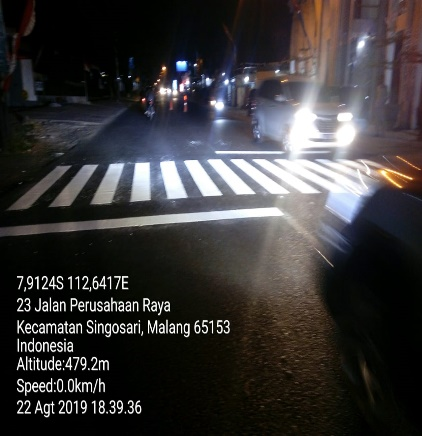 7,9124S 112,6417E
23 Jalan Perusahaan Raya
Kecamatan Singosari, Malang 65153
Indonesia
Altitude:479.2m
Speed:0.0km/h
22 Agt 2019 18.39.36